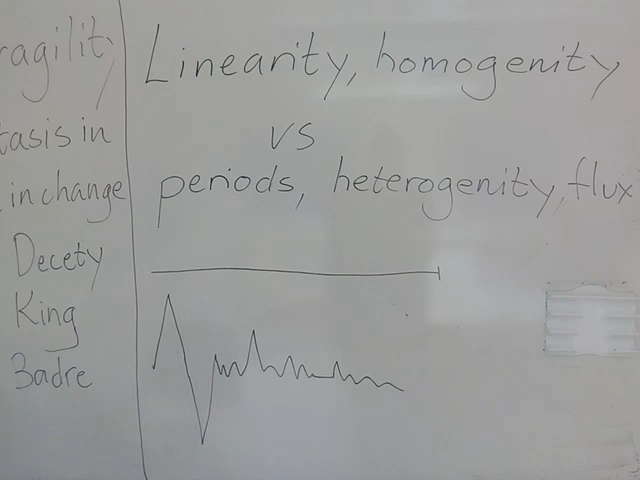 ragility
tasis in
in change
Decety
King
Badre
Linearity, homogenity
vs
periods, heterogenity, flux